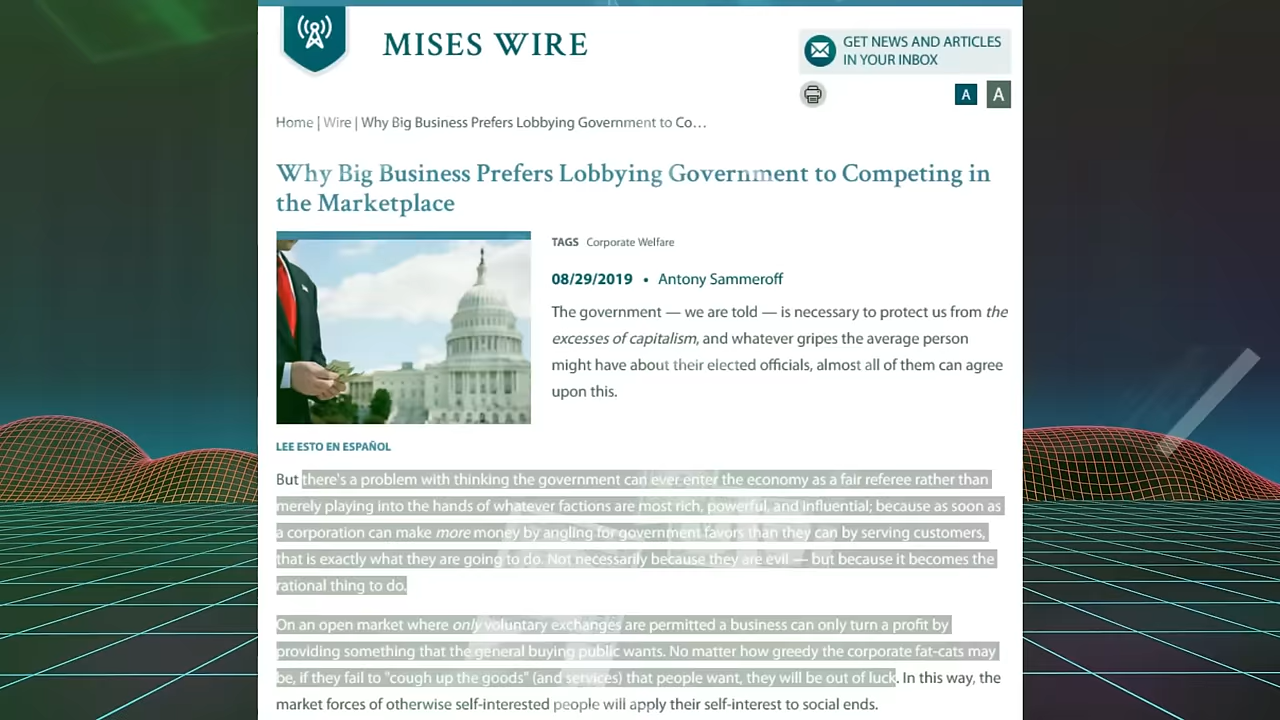 MISES WIRE
GET NEWS AND ARTICLES
IN YOUR INBOX
A A
Home | Wire | Why Big Business Prefers Lobbying Government to Co…
Why Big Business Prefers Lobbying Government to Competing in
the Marketplace
TAGS Corporate Welfare
08/29/2019 • Antony Sammeroff
The government — we are told — is necessary to protect us from the
excesses of capitalism, and whatever gripes the average person
might have about their elected officials, almost all of them can agree
upon this.
LEE ESTO EN ESPAÑOL
But there's a problem with thinking the government can ever enter the economy as a fair referee rather than
merely playing into the hands of whatever factions are most rich, powerful, and influential; because as soon as
a corporation can make more money by angling for government favors than they can by serving customers,
that is exactly what they are going to do. Not necessarily because they are evil — but because it becomes the
rational thing to do.
On an open market where only voluntary exchanges are permitted a business can only turn a profit by
providing something that the general buying public wants. No matter how greedy the corporate fat-cats may
be, if they fail to "cough up the goods" (and services) that people want, they will be out of luck. In this way, the
market forces of otherwise self-interested people will apply their self-interest to social ends.